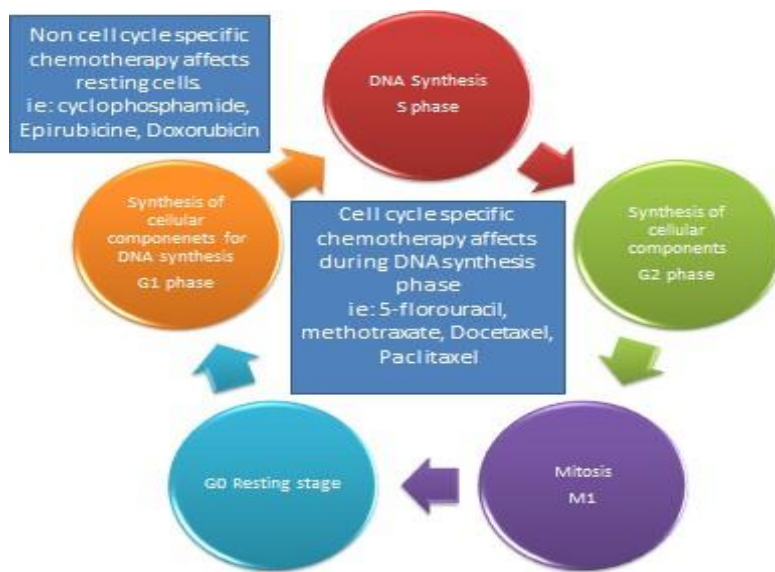 Non cell cycle specific
chemotherapy affects
resting cells.
ie: cyclophosphamide,
Epirubicine, Doxorubicin
DNA Synthesis
S phase
Synthesis of
cellular
componenets for
DNA synthesis
G1 phase
Cell cycle specific
chemotherapy affects
during DNA synthesis
phase
ie: 5-florouracil,
methotraxate, Docetaxel,
Paclitaxel
Synthesis of
cellular
components
G2 phase
G0 Resting stage
Mitosis
M1